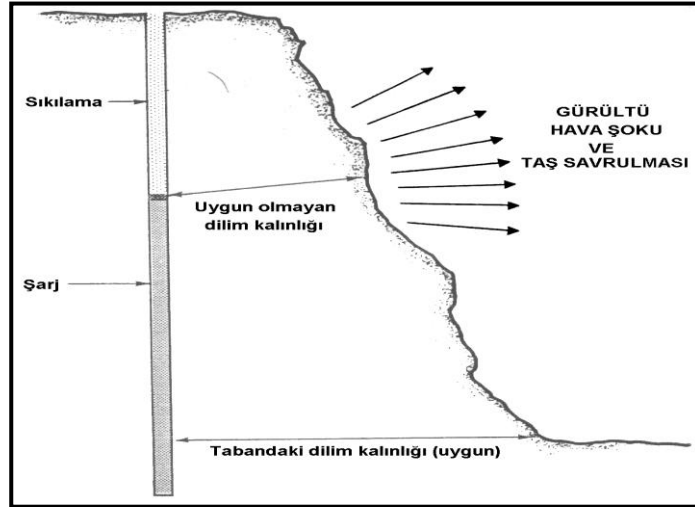 Sıkılama
GÜRÜLTÜ
HAVA ŞOKU
VE
TAŞ SAVRULMASI
Uygun olmayan
dilim kalınlığı
Şarj
Tabandaki dilim kalınlığı (uygun)